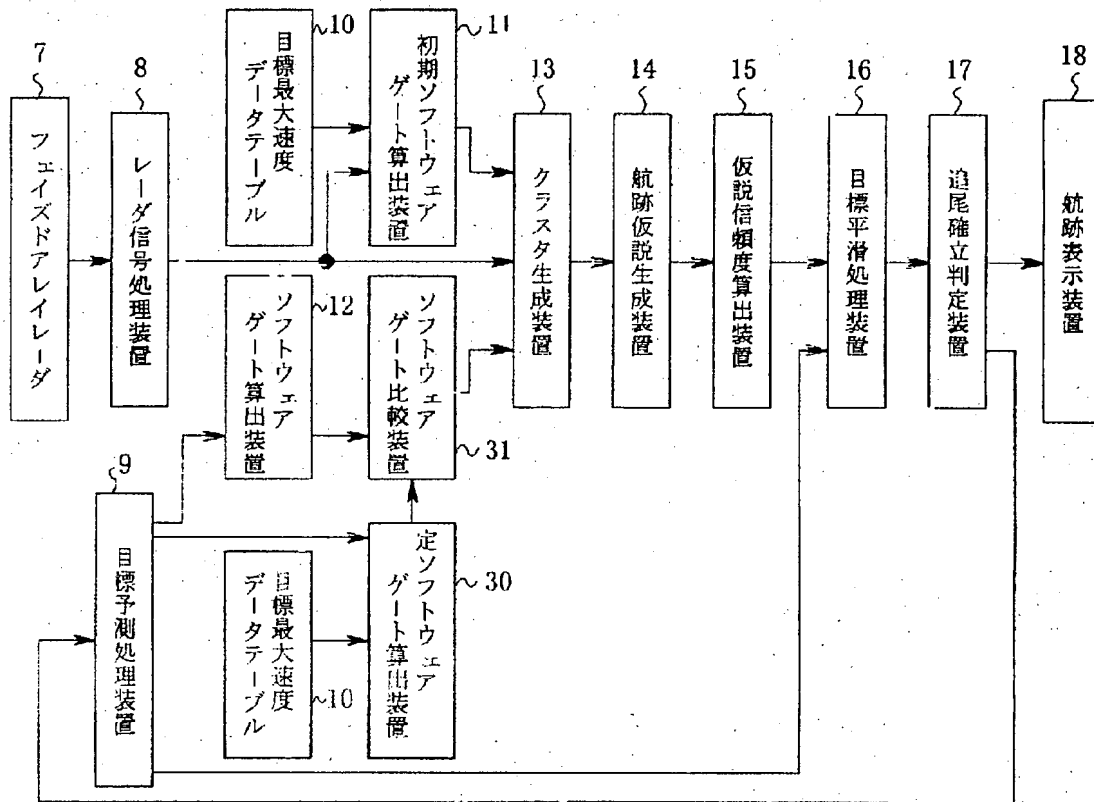 7
フェイズドアレイレーダ
8
レーダ信号処理装置
10
目標最大速度
データテーブル
11
初期ソフトウェア
ゲート算出装置
13
クラスタ生成装置
14
航跡仮説生成装置
15
仮説信頼度算出装置
16
目標平滑処理装置
17
追尾確立判定装置
18
航跡表示装置
12
ソフトウェア
ゲート算出装置
31
ソフトウェア
ゲート比較装置
9
目標予測処理装置
10
目標最大速度
データテーブル
30
定ソフトウェア
ゲート算出装置